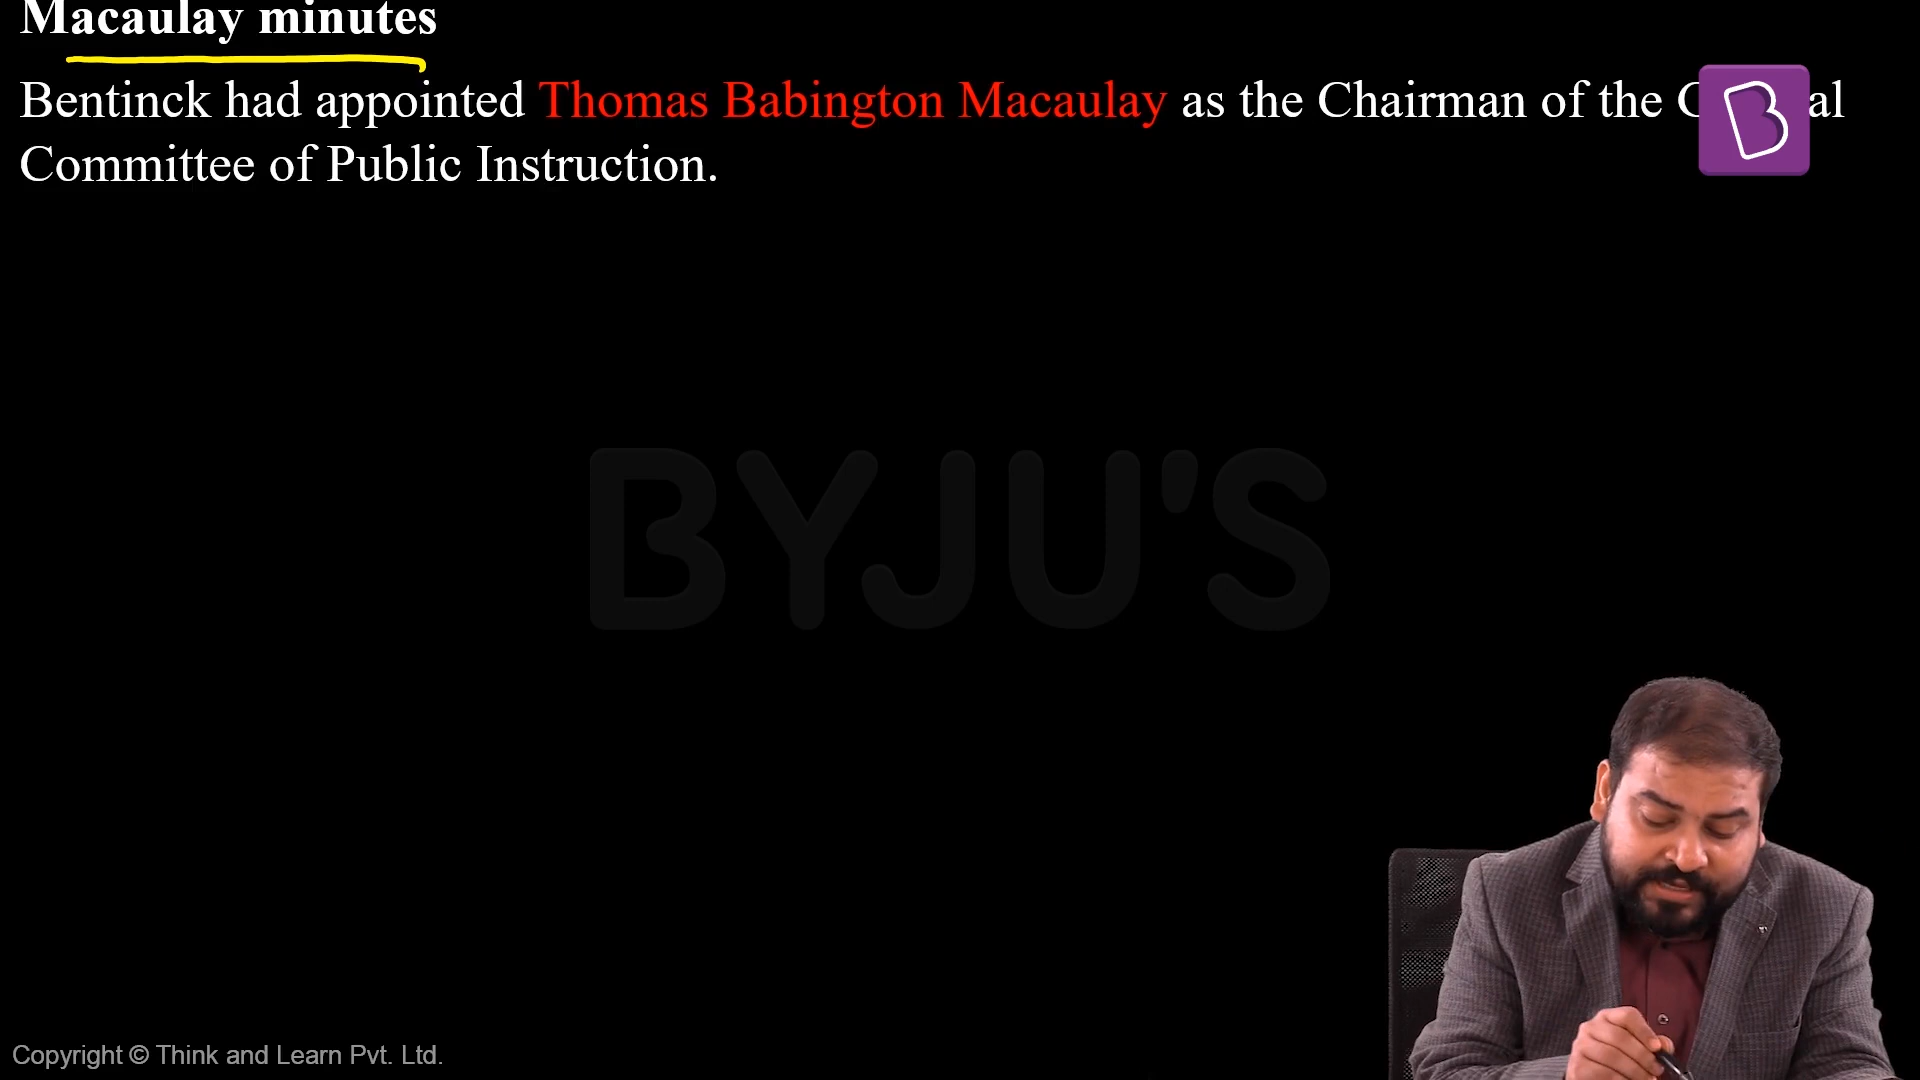 Macaulay minutes
Bentinck had appointed Thomas Babington Macaulay as the Chairman of the
Committee of Public Instruction.
BYJU'S
Copyright © Think and Learn Pvt. Ltd.